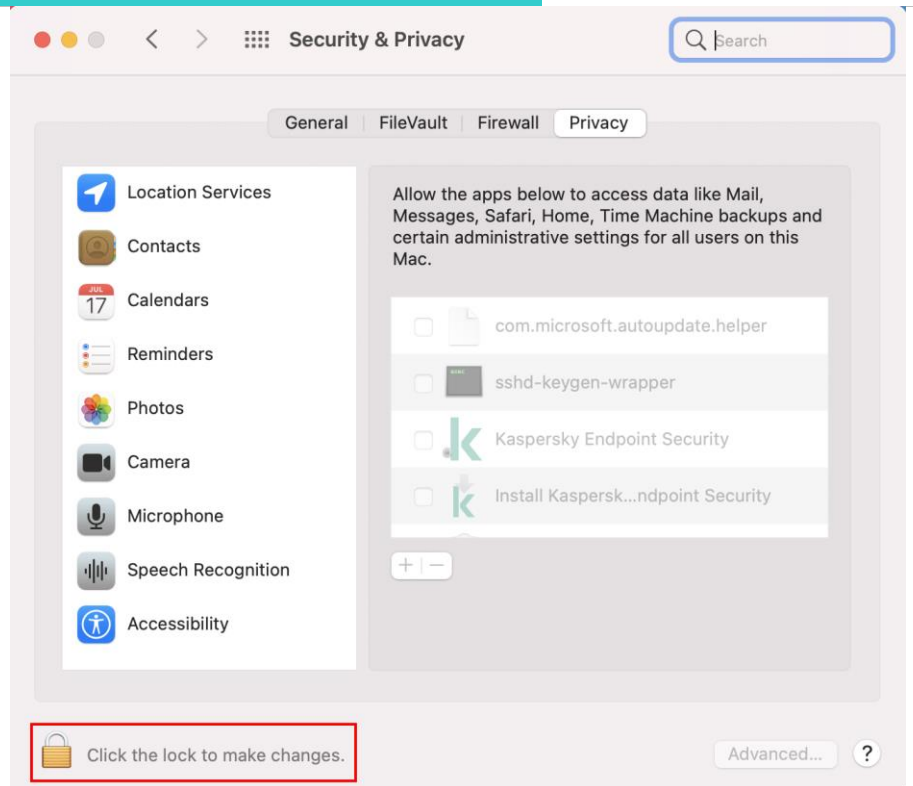 Security & Privacy
Search
General
FileVault
Firewall
Privacy
Location Services
Contacts
JUL
17
Calendars
Reminders
Photos
Camera
Microphone
Speech Recognition
Accessibility
Allow the apps below to access data like Mail,
Messages, Safari, Home, Time Machine backups and
certain administrative settings for all users on this
Mac.
com.microsoft.autoupdate.helper
sshd-keygen-wrapper
Kaspersky Endpoint Security
Install Kaspersk...ndpoint Security
Click the lock to make changes.
Advanced...
?